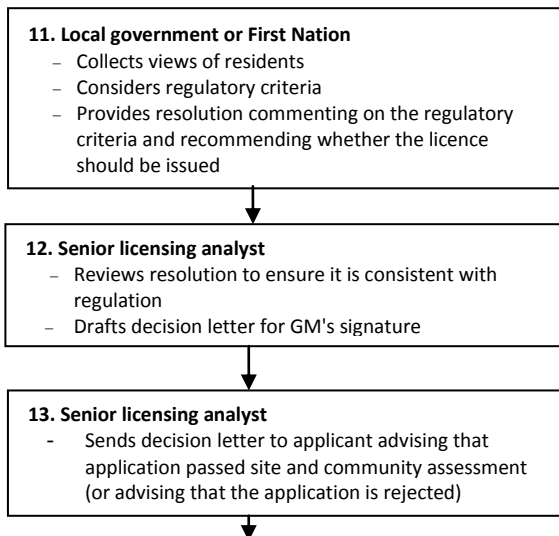 11. Local government or First Nation
– Collects views of residents
– Considers regulatory criteria
– Provides resolution commenting on the regulatory
criteria and recommending whether the licence
should be issued
12. Senior licensing analyst
– Reviews resolution to ensure it is consistent with
regulation
– Drafts decision letter for GM's signature
13. Senior licensing analyst
- Sends decision letter to applicant advising that
application passed site and community assessment
(or advising that the application is rejected)